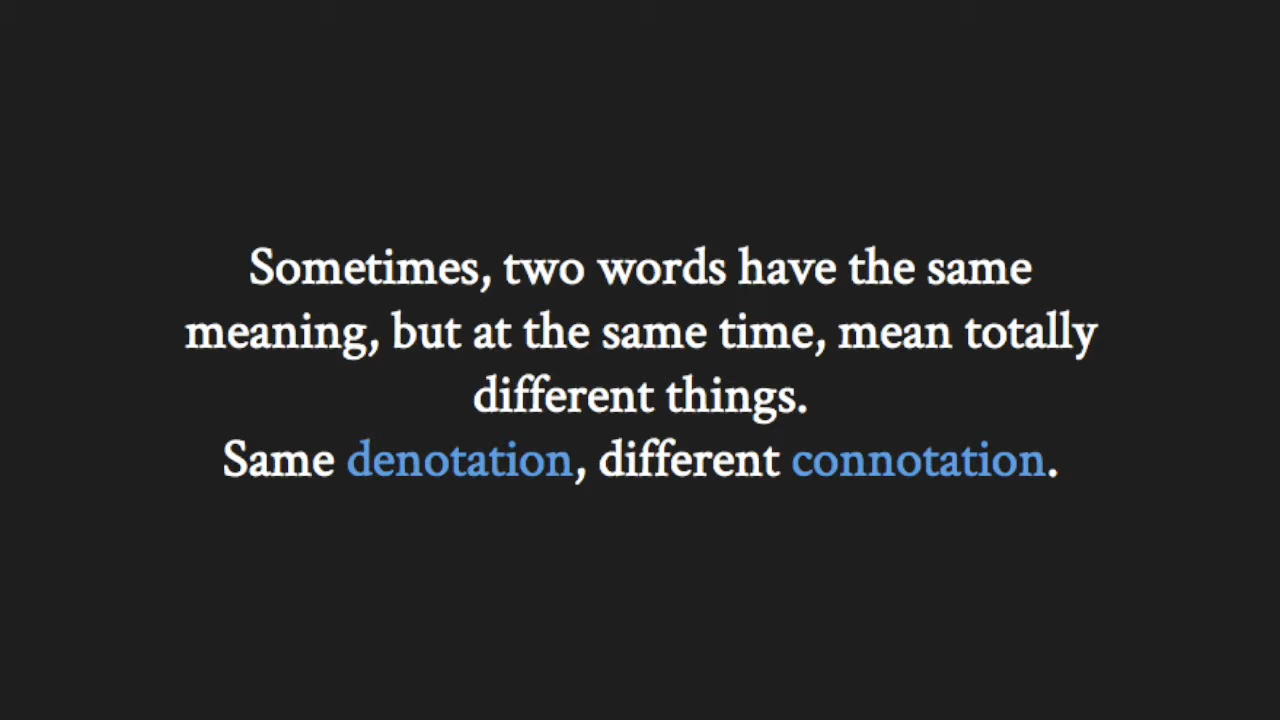 Sometimes, two words have the same
meaning, but at the same time, mean totally
different things.
Same denotation, different connotation.